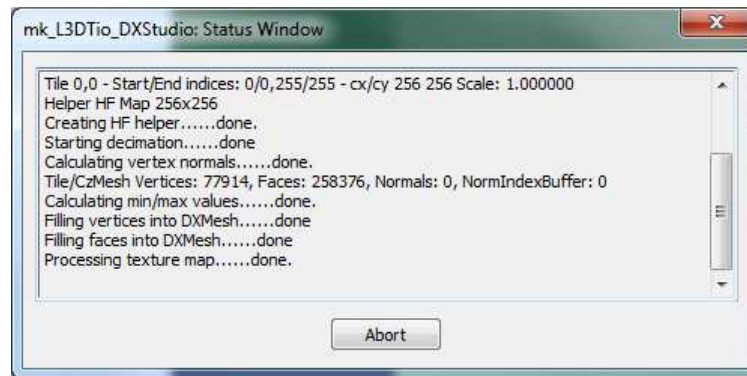 mk_L3DTio_DXStudio: Status Window
Tile 0,0 - Start/End indices: 0/0,255/255 - cx/cy 256 256 Scale: 1.000000
Helper HF Map 256x256
Creating HF helper......done.
Starting decimation......done
Calculating vertex normals......done.
Tile/CzMesh Vertices: 77914, Faces: 258376, Normals: 0, NormIndexBuffer: 0
Calculating min/max values......done.
Filling vertices into DXMesh......done
Filling faces into DXMesh......done
Processing texture map......done.
Abort